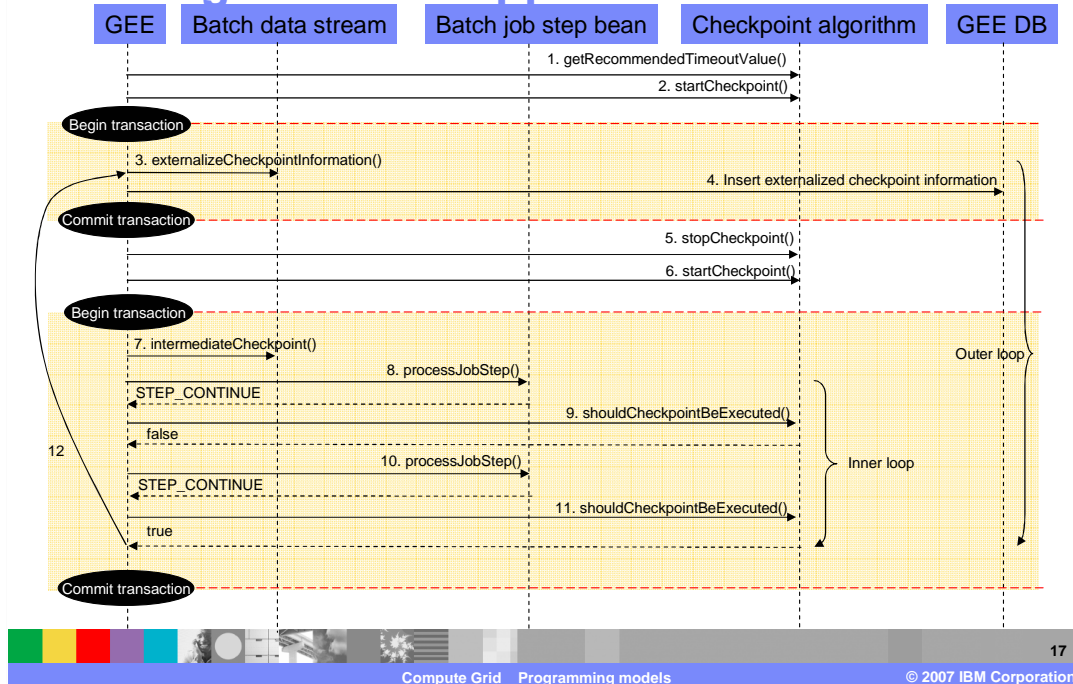 GEE
Batch data stream
Batch job step bean
Checkpoint algorithm
GEE DB
1. getRecommendedTimeoutValue()
2. startCheckpoint()
Begin transaction
3. externalizeCheckpointInformation()
4. Insert externalized checkpoint information
Commit transaction
5. stopCheckpoint()
6. startCheckpoint()
Begin transaction
7. intermediateCheckpoint()
Outer loop
8. processJobStep()
STEP_CONTINUE
9. shouldCheckpointBeExecuted()
false
12
10. processJobStep()
Inner loop
STEP_CONTINUE
11. shouldCheckpointBeExecuted()
true
Commit transaction
17
Compute Grid Programming models
© 2007 IBM Corporation